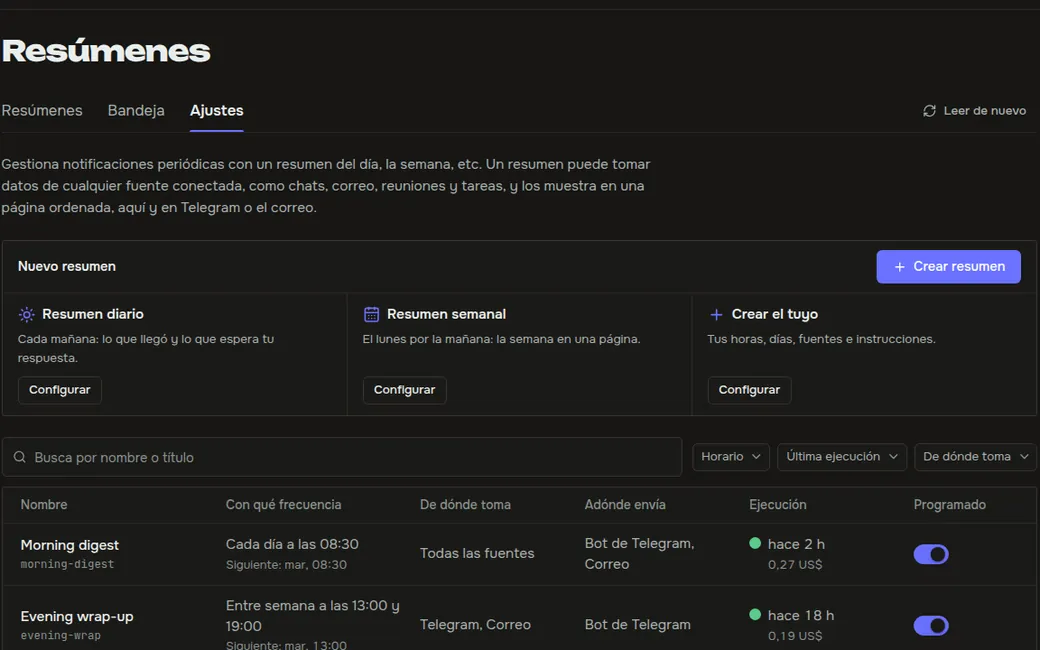 Resúmenes
Resúmenes Bandeja Ajustes Leer de nuevo
Gestiona notificaciones periódicas con un resumen del día, la semana, etc. Un resumen puede tomar
datos de cualquier fuente conectada, como chats, correo, reuniones y tareas, y los muestra en una
página ordenada, aquí y en Telegram o el correo.
Nuevo resumen
+ Crear resumen
Resumen diario
Cada mañana: lo que llegó y lo que espera tu
respuesta.
Configurar
Resumen semanal
El lunes por la mañana: la semana en una página.
Configurar
Crear el tuyo
Tus horas, días, fuentes e instrucciones.
Configurar
Busca por nombre o título
Horario
Última ejecución
De dónde toma
Nombre Con qué frecuencia De dónde toma Adónde envía Ejecución Programado
Morning digest
morning-digest
Cada día a las 08:30
Siguiente: mar, 08:30
Todas las fuentes
Bot de Telegram,
Correo
hace 2 h
0,27 US$
Evening wrap-up
evening-wrap
Entre semana a las 13:00 y
19:00
Siguiente: mar, 13:00
Telegram, Correo
Bot de Telegram
hace 18 h
0,19 US$